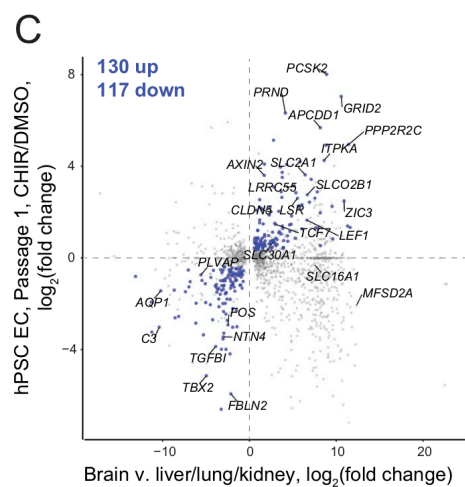 C
130 up
117 down
PCSK2
PRND
GRID2
APCDD1
PPP2R2C
ITPKA
AXIN2
SLC2A1
LRRC55
SLCO2B1
CLDN5
LSR
ZIC3
TCF7
LEF1
SLC30A1
PLVAP
SLC16A1
MFSD2A
AQP1
FOS
C3
NTN4
TGFBI
TBX2
FBLN2
8
4
0
−4
−10
0
10
20
hPSC EC, Passage 1, CHIR/DMSO,
log2(fold change)
Brain v. liver/lung/kidney, log2(fold change)